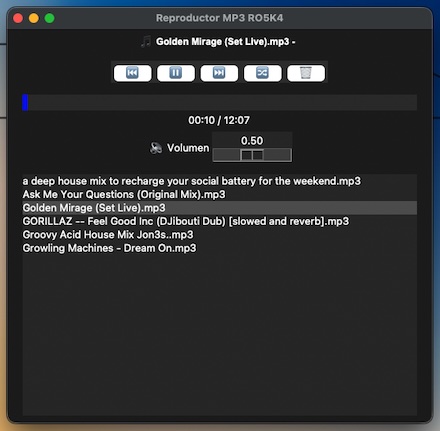 Reproductor MP3 RO5K4
Golden Mirage (Set Live).mp3 -
00:10 / 12:07
0.50
Volumen
a deep house mix to recharge your social battery for the weekend.mp3
Ask Me Your Questions (Original Mix).mp3
Golden Mirage (Set Live).mp3
GORILLAZ -- Feel Good Inc (DJibouti Dub) [slowed and reverb].mp3
Groovy Acid House Mix Jon3s..mp3
Growling Machines - Dream On.mp3